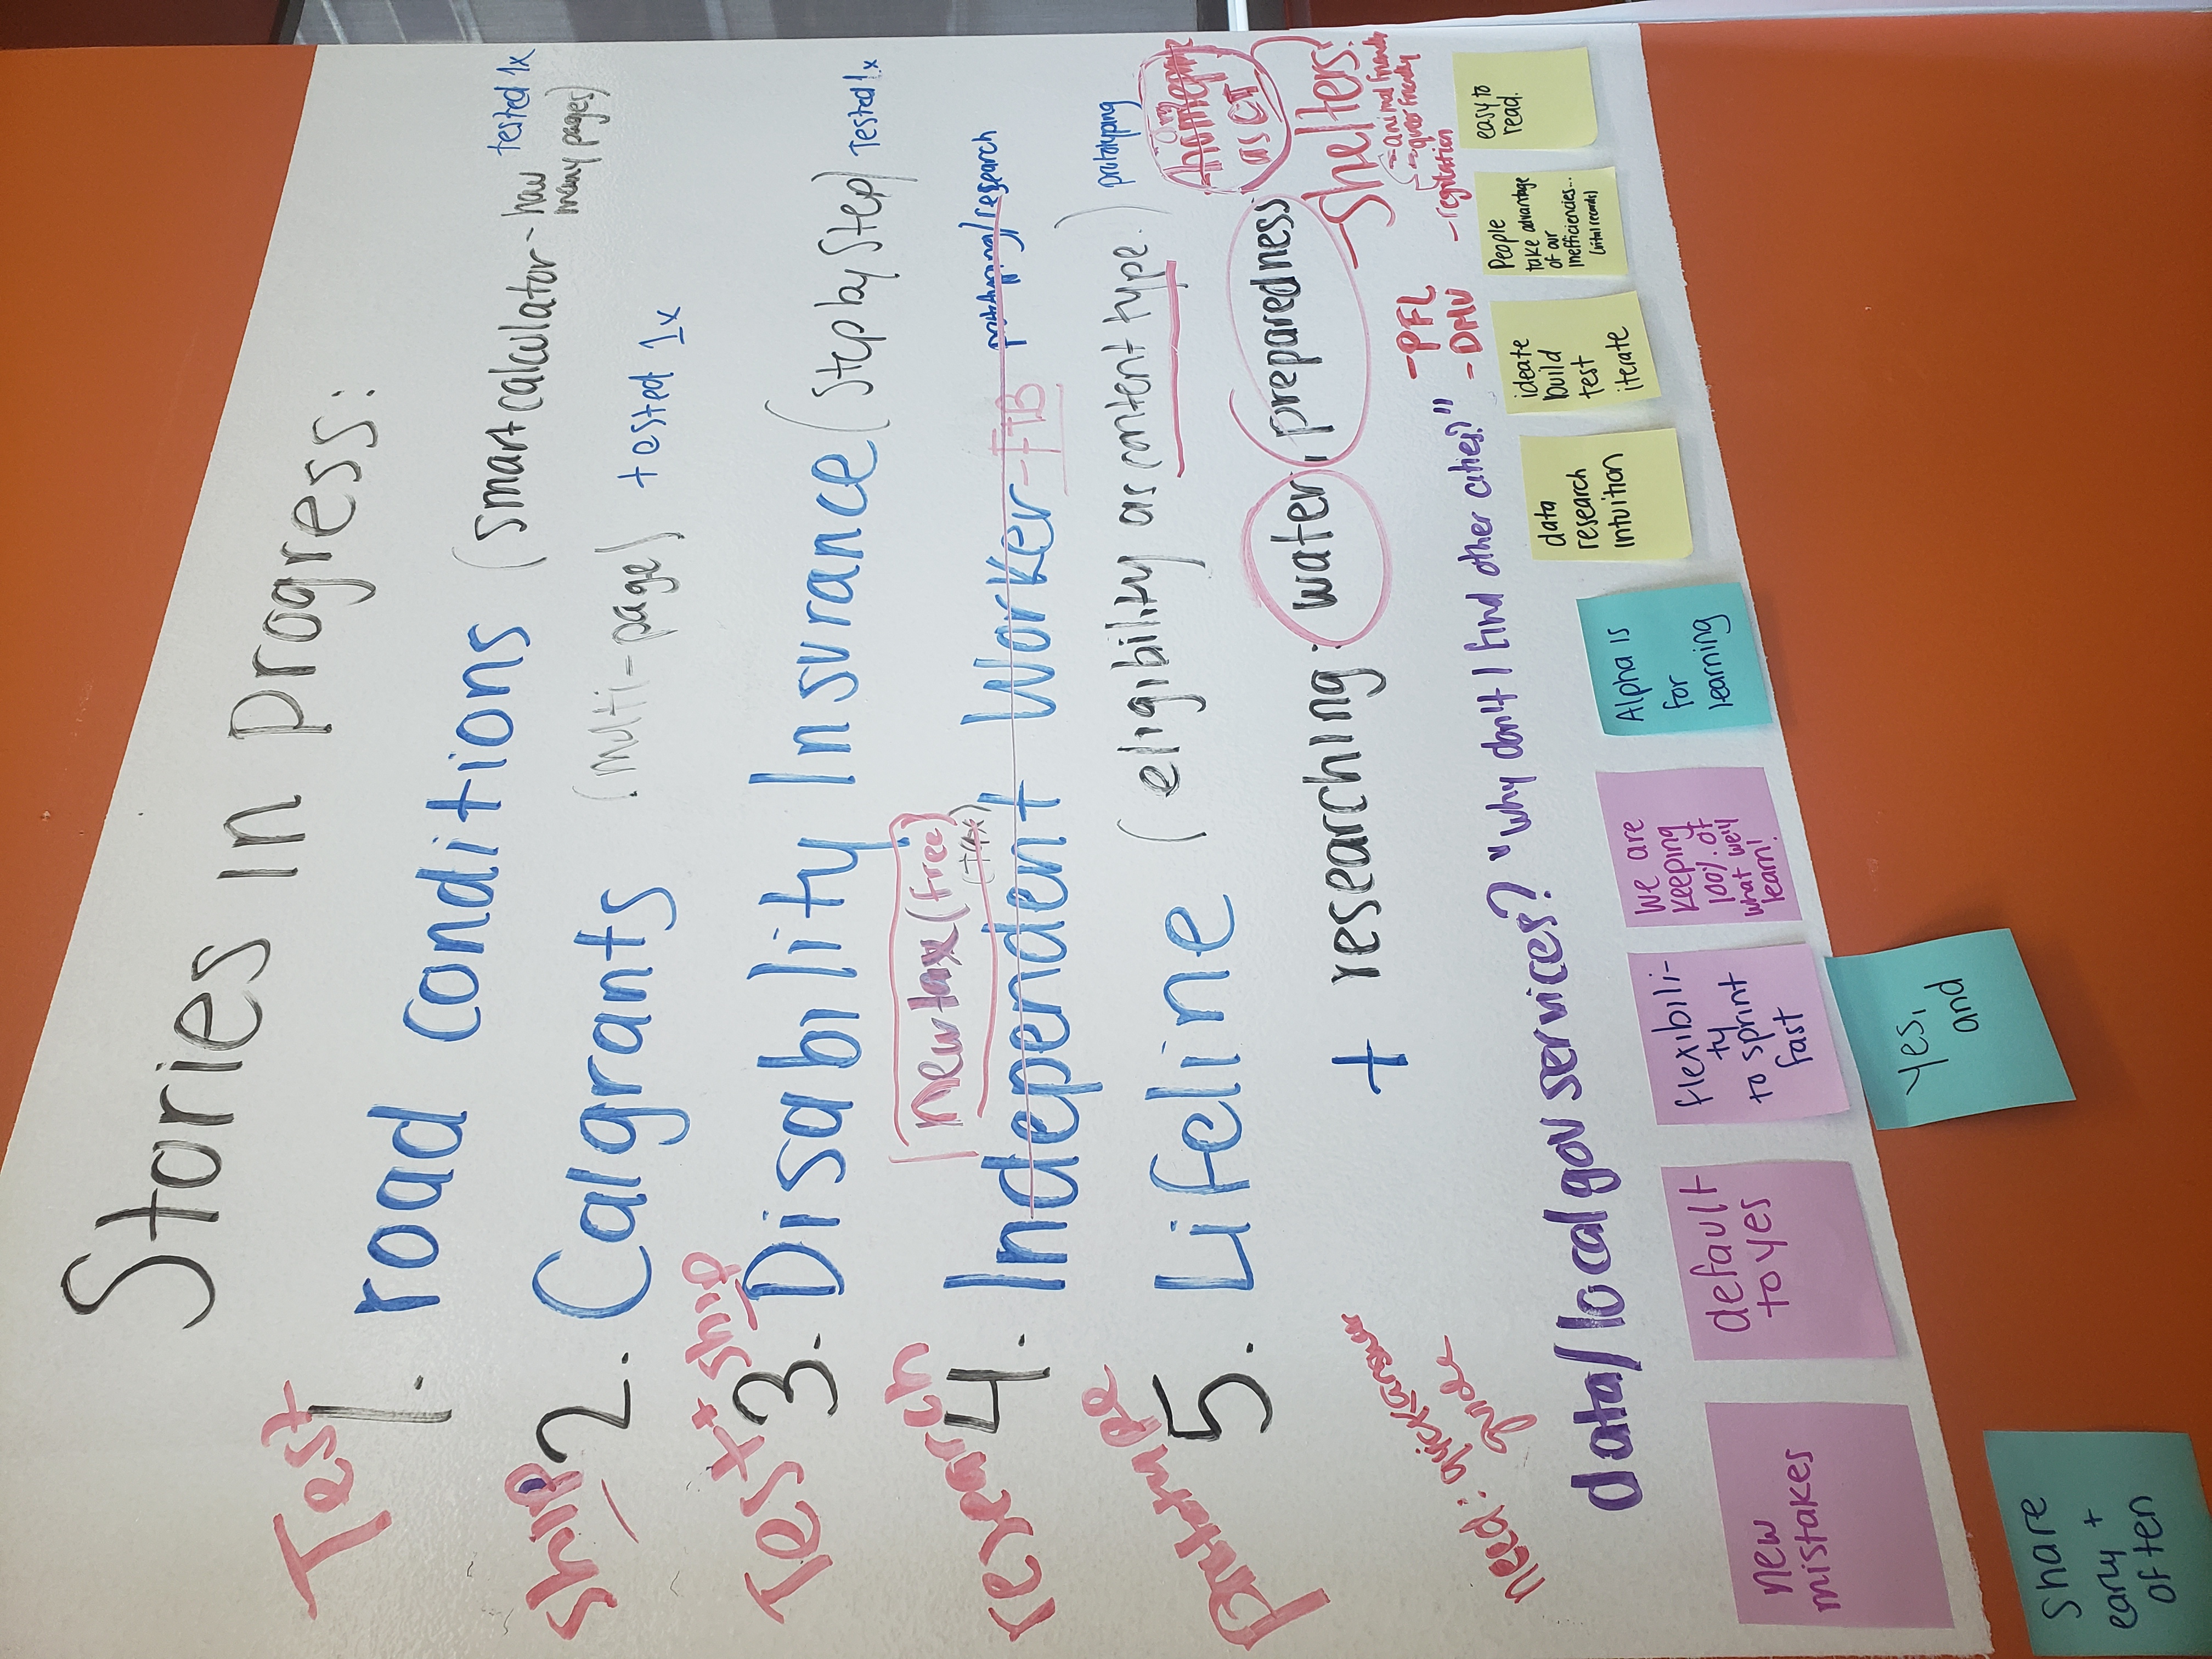 Stories in progress:
Test
1. road conditions (smart calculator - how many pages) tested 1x
ship
2. Calgrants (multi-page) tested 1x
Test + ship
3. Disability Insurance (Step by Step) Tested 1x
research
new tax (free)
(tax)
4. Independent Worker - FTB prototyping/research
prototype
5. Lifeline (eligibility as content type.) prototyping
homepage
as CT
+ researching: water, preparedness
- Shelters?
- animal friendly
- queer friendly
- PFL
- DMV
need: quick answer
guide
data/local gov services? "Why don't I find other cities?"
new
mistakes
default
to yes
flexibili-
ty
to sprint
fast
We are
keeping
100% of
what we'll
learn!
Alpha is
for
learning
data
research
intuition
ideate
build
test
iterate
People
take advantage
of our
inefficiencies...
(vital records)
easy to
read.
Yes,
and
Share
early +
often